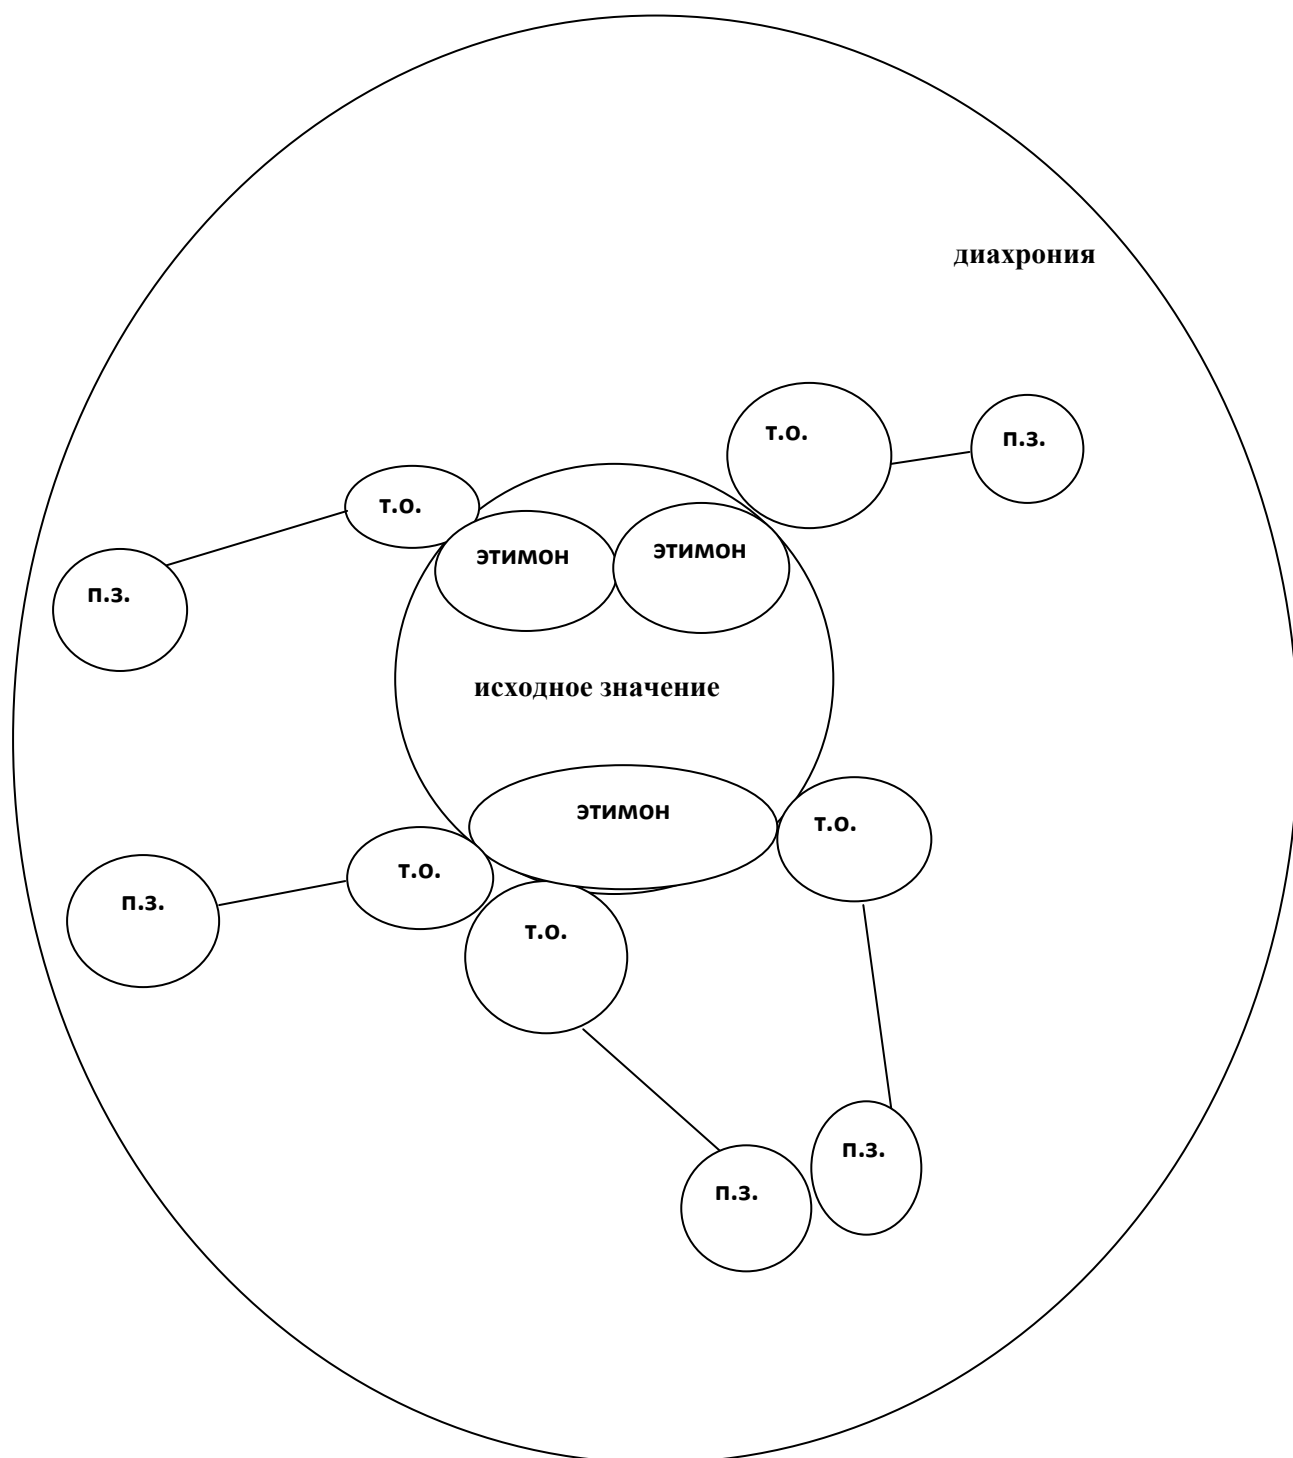 диахрония
т.о.
п.з.
т.о.
этимон
этимон
п.з.
исходное значение
этимон
т.о.
т.о.
п.з.
т.о.
п.з.
п.з.